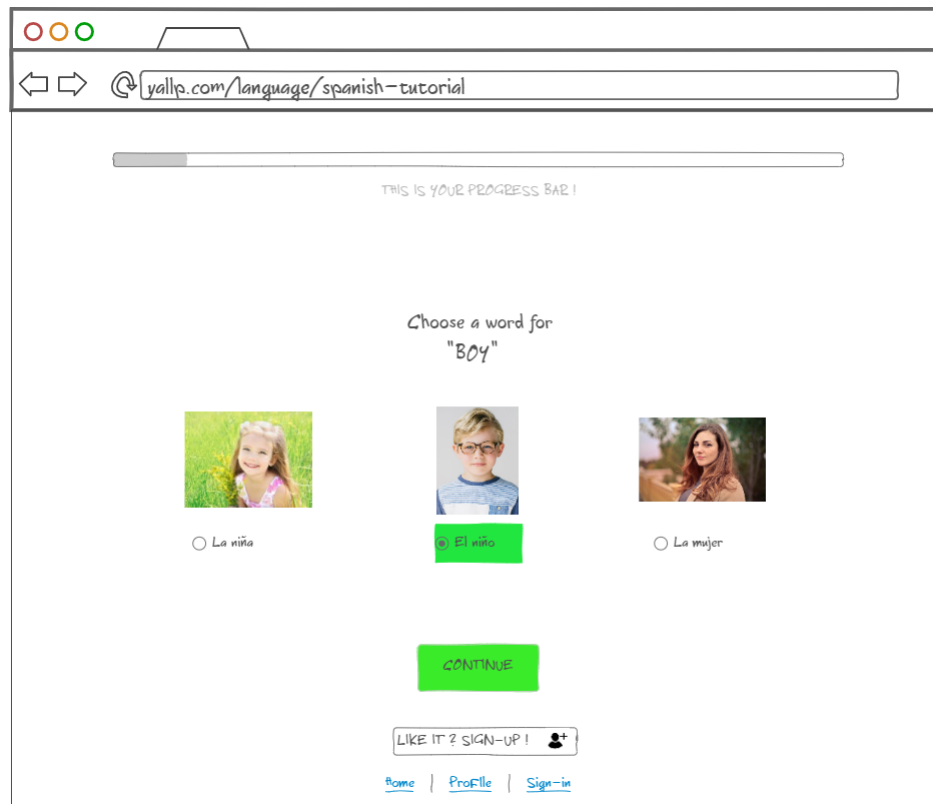 yallp.com/language/spanish-tutorial
THIS IS YOUR PROGRESS BAR !
Choose a word for
"BOY"
La niña
El niño
La mujer
CONTINUE
LIKE IT ? SIGN-UP !
Home | ProFile | Sign-in